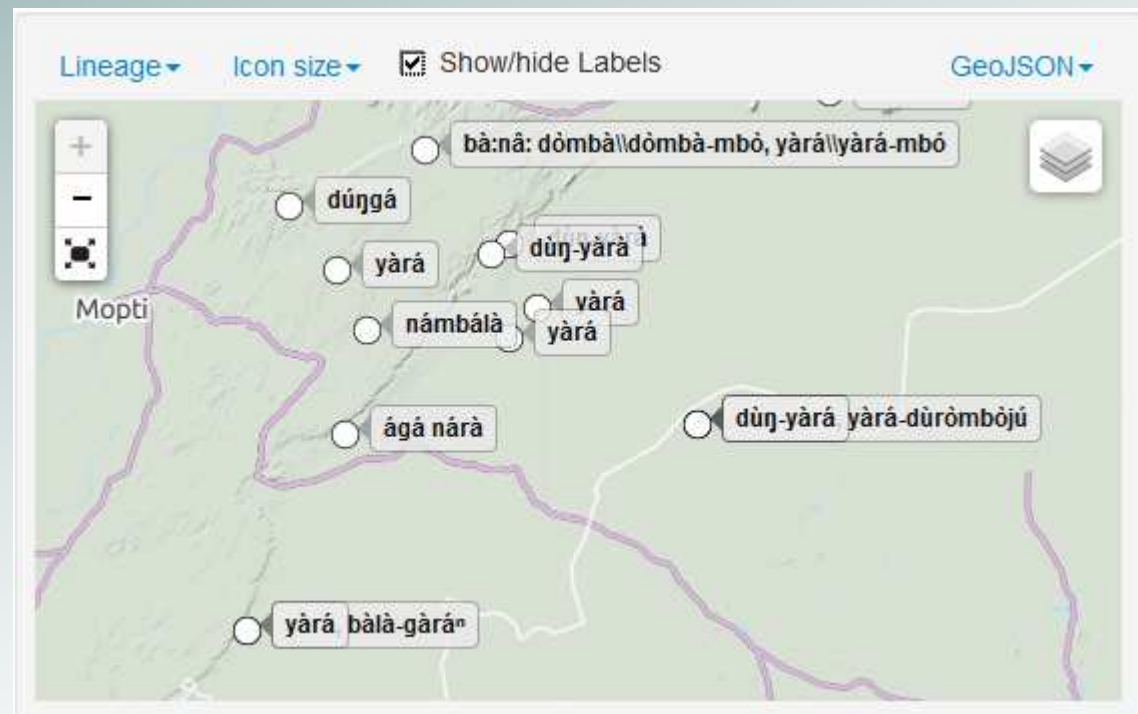 Lineage Icon size Show/hide Labels GeoJSON
+
bà:nâ: dòmbà\\dòmbà-mbó, yàrá\\yàrá-mbó
−
dúŋgá
dùŋ-yàrà
yàrá
Mopti
yàrá
námbálà
yàrá
ágá nárà
dùŋ-yàrá yàrá-dùròmbòjú
yàrá bàlà-gàráⁿ